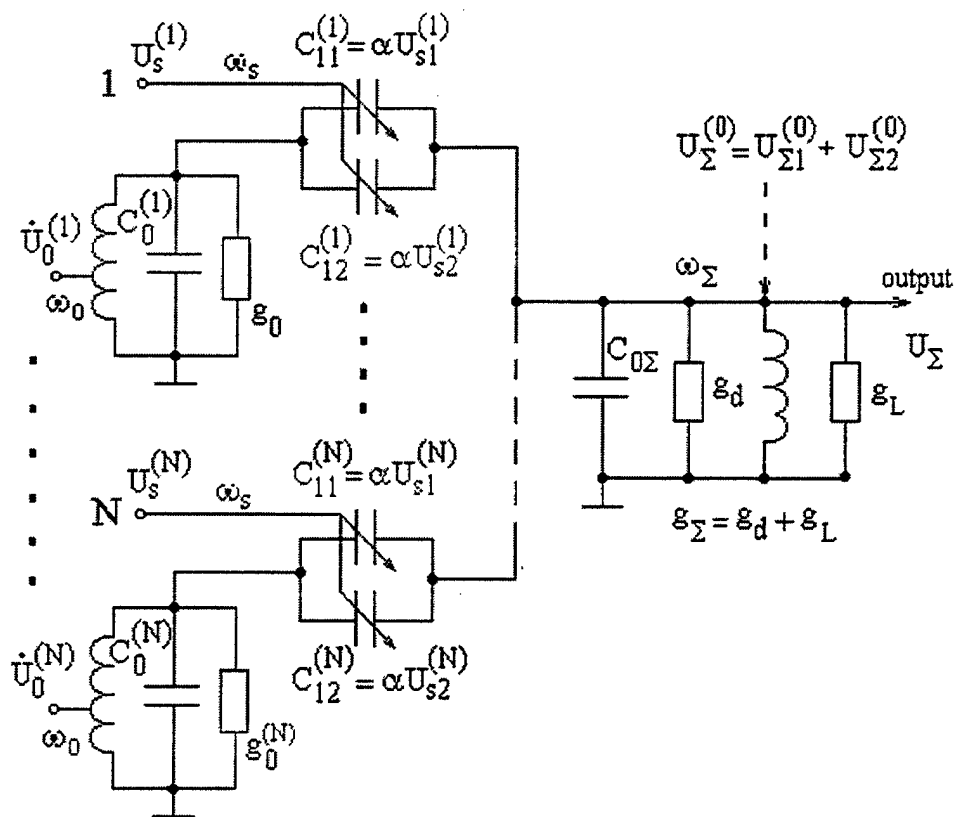 U_s^(1)
ω_s
C_11^(1) = αU_s1^(1)
1
U_Σ^(0) = U_Σ1^(0) + U_Σ2^(0)
C_0^(1)
U̇_0^(1)
C_12^(1) = αU_s2^(1)
ω_0
g_0
ω_Σ
output
U_Σ
C_0Σ
g_d
g_L
U_s^(N)
ω_s
C_11^(N) = αU_s1^(N)
N
g_Σ = g_d + g_L
C_0^(N)
U̇_0^(N)
C_12^(N) = αU_s2^(N)
ω_0
g_0^(N)